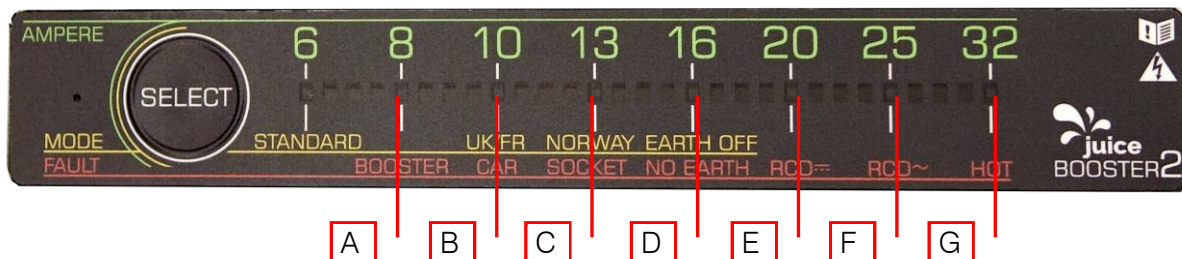 AMPERE 6 8 10 13 16 20 25 32
SELECT
MODE STANDARD UK/FR NORWAY EARTH OFF
FAULT BOOSTER CAR SOCKET NO EARTH RCD⎓ RCD~ HOT
juice
BOOSTER2
A B C D E F G